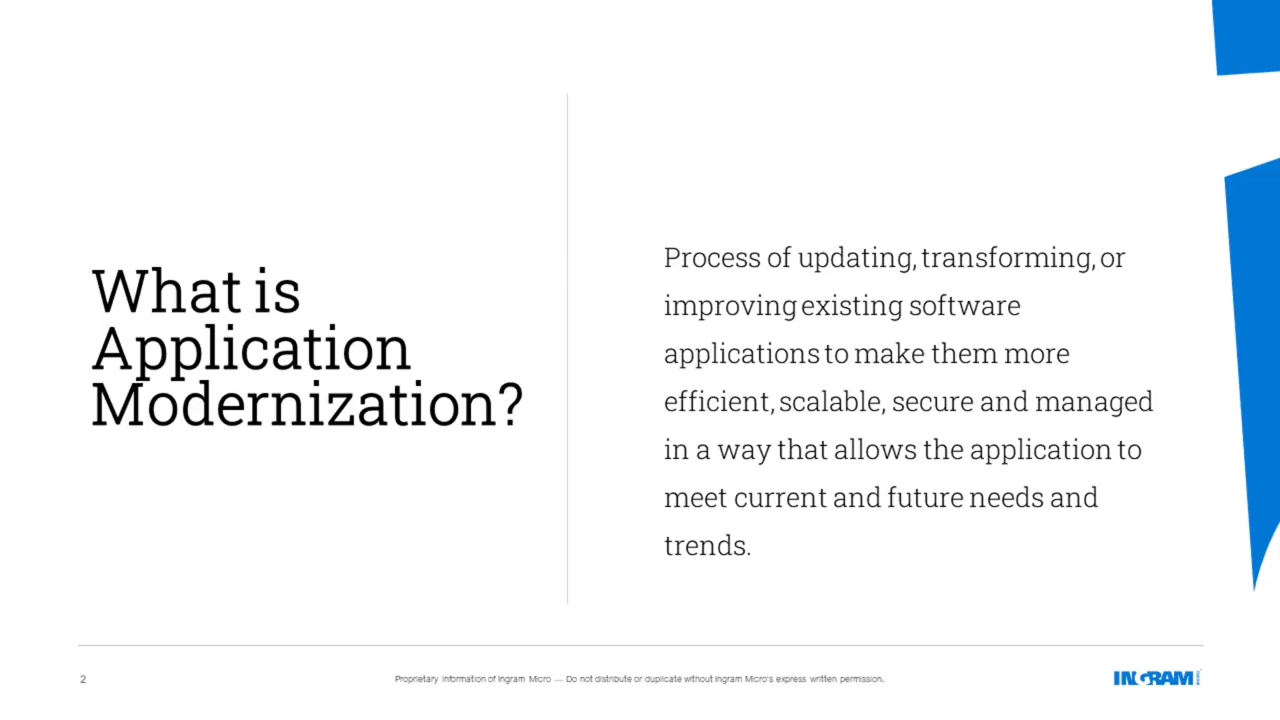 What is
Application
Modernization?
Process of updating, transforming, or
improving existing software
applications to make them more
efficient, scalable, secure and managed
in a way that allows the application to
meet current and future needs and
trends.
2
Proprietary information of Ingram Micro — Do not distribute or duplicate without Ingram Micro's express written permission.
INGRAM